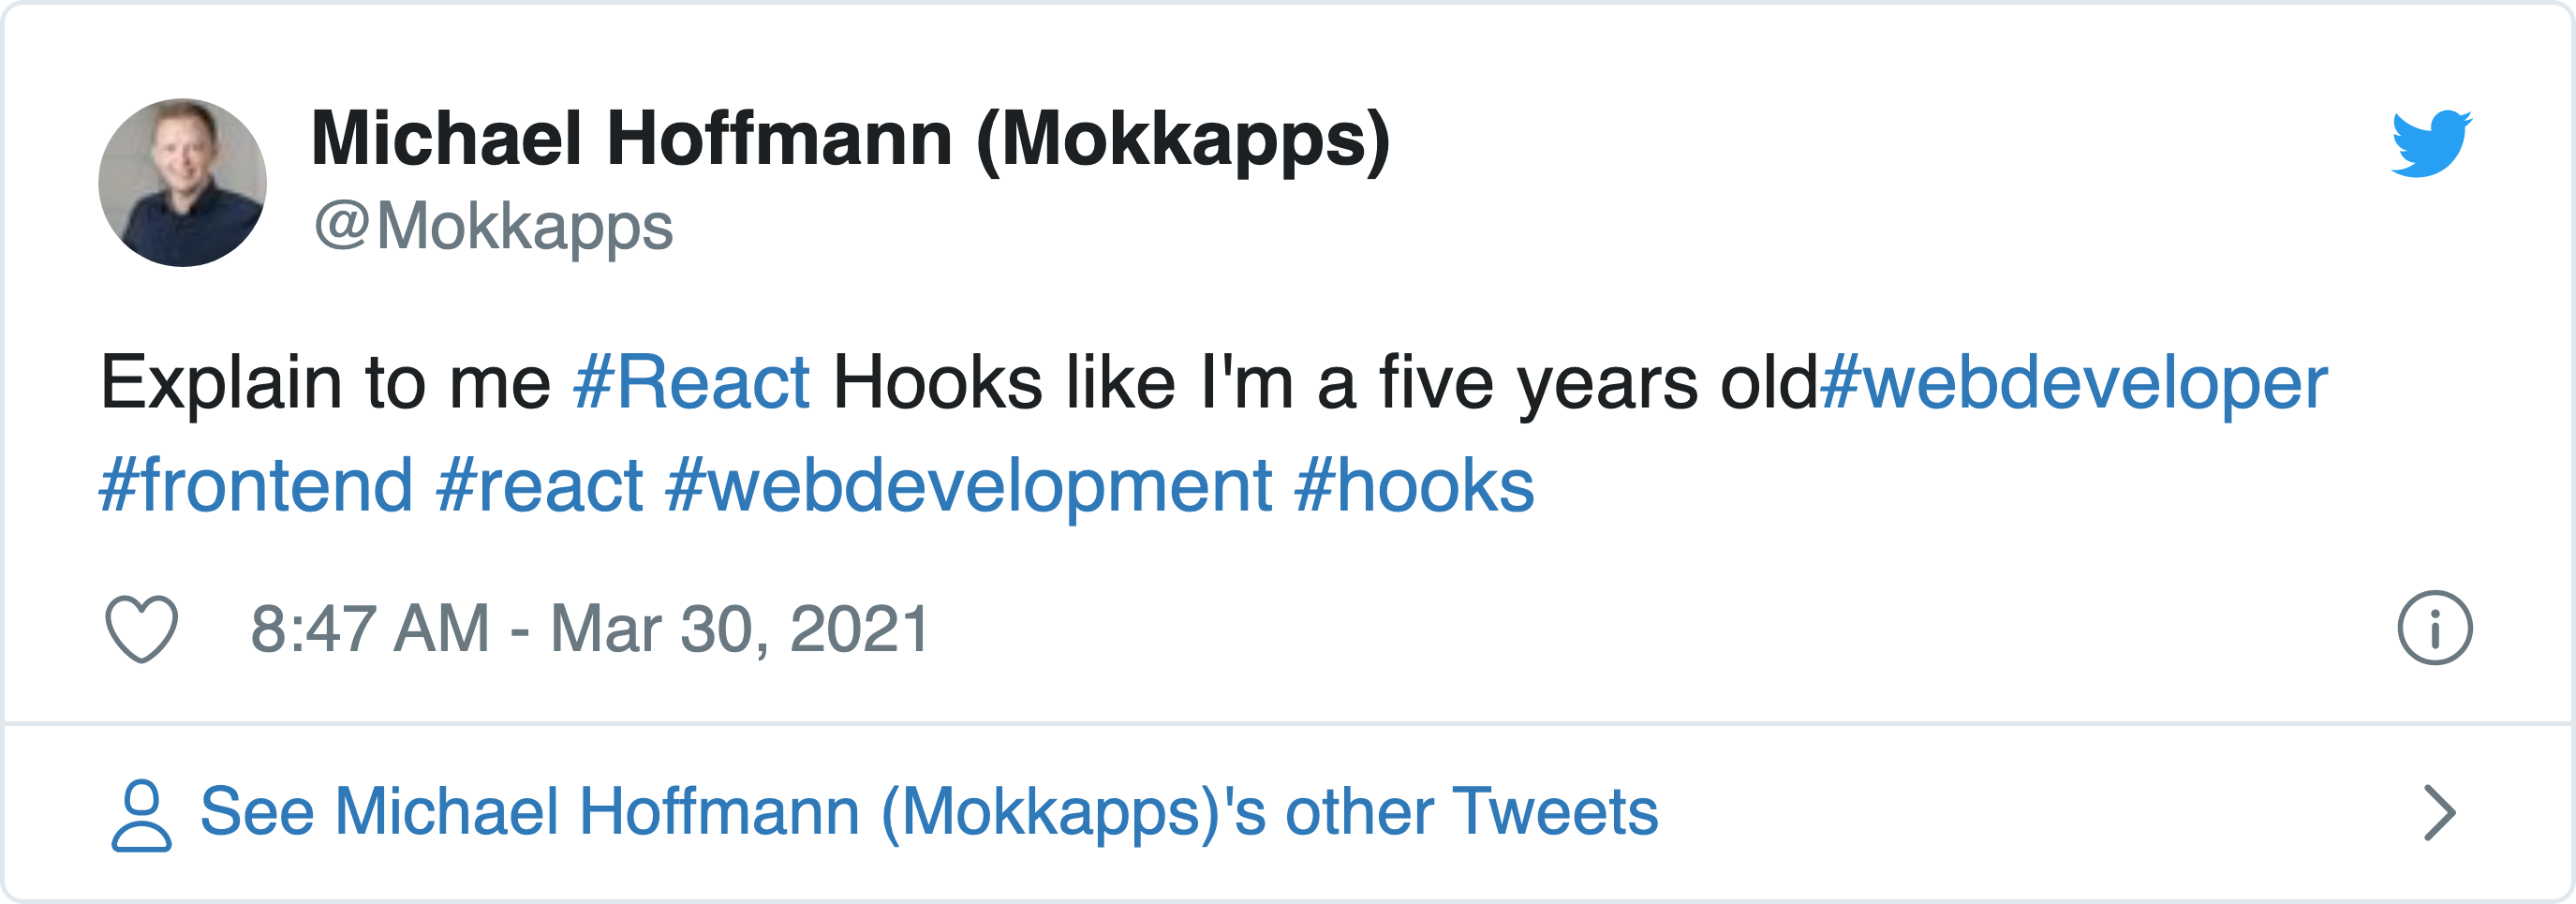 Michael Hoffmann (Mokkapps)
@Mokkapps
Explain to me #React Hooks like I'm a five years old#webdeveloper
#frontend #react #webdevelopment #hooks
8:47 AM - Mar 30, 2021
See Michael Hoffmann (Mokkapps)'s other Tweets